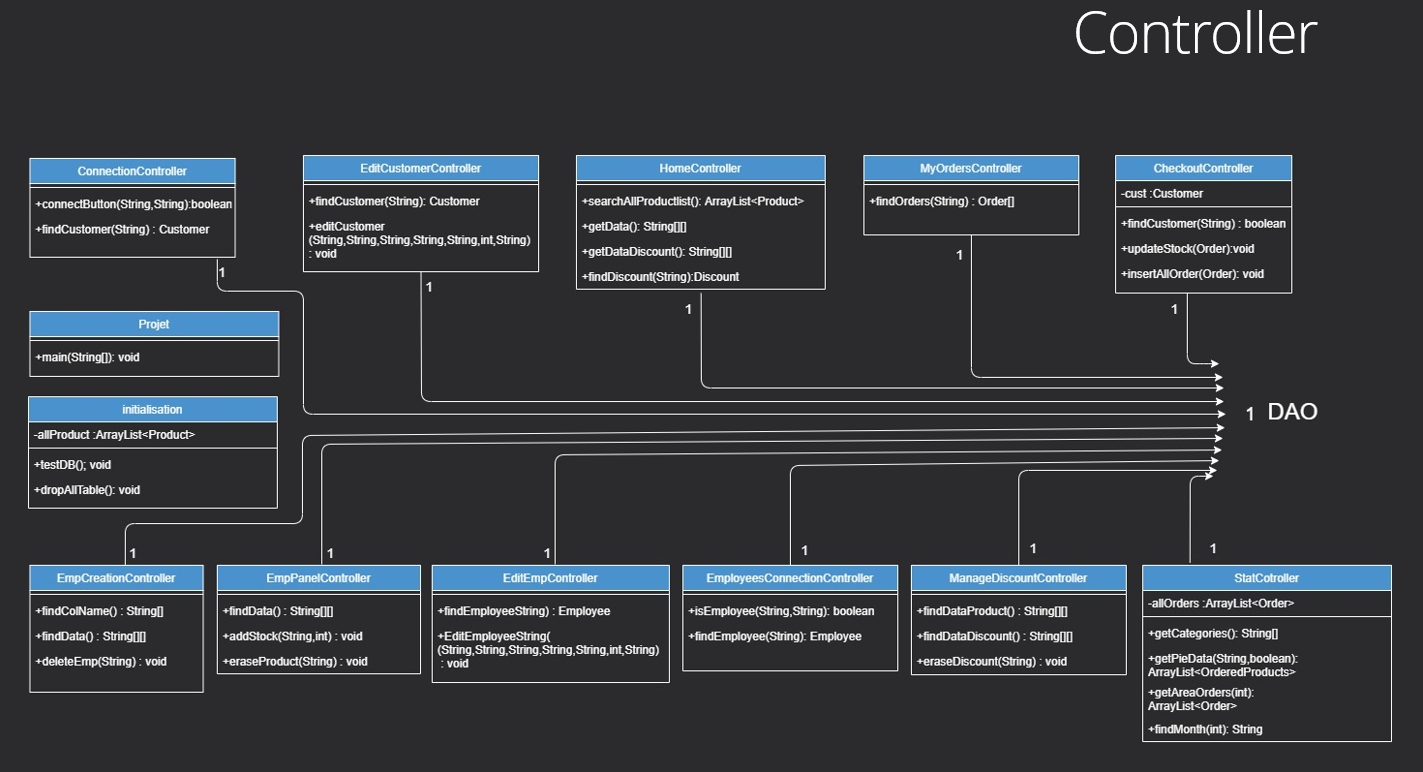 Controller
ConnectionController
+connectButton(String,String):boolean
+findCustomer(String) : Customer
1
EditCustomerController
+findCustomer(String): Customer
+editCustomer
(String,String,String,String,String,int,String)
: void
1
HomeController
+searchAllProductlist(): ArrayList<Product>
+getData(): String[][]
+getDataDiscount(): String[][]
+findDiscount(String):Discount
1
MyOrdersController
+findOrders(String) : Order[]
1
CheckoutController
-cust :Customer
+findCustomer(String) : boolean
+updateStock(Order):void
+insertAllOrder(Order): void
1
Projet
+main(String[]): void
initialisation
-allProduct :ArrayList<Product>
+testDB(); void
+dropAllTable(): void
1 DAO
1
EmpCreationController
+findColName() : String[]
+findData() : String[][]
+deleteEmp(String) : void
1
EmpPanelController
+findData() : String[][]
+addStock(String,int) : void
+eraseProduct(String) : void
1
EditEmpController
+findEmployeeString) : Employee
+EditEmployeeString(
(String,String,String,String,String,int,String)
: void
1
EmployeesConnectionController
+isEmployee(String,String): boolean
+findEmployee(String): Employee
1
ManageDiscountController
+findDataProduct() : String[][]
+findDataDiscount() : String[][]
+eraseDiscount(String) : void
1
StatCotroller
-allOrders :ArrayList<Order>
+getCategories(): String[]
+getPieData(String,boolean):
ArrayList<OrderedProducts>
+getAreaOrders(int):
ArrayList<Order>
+findMonth(int): String